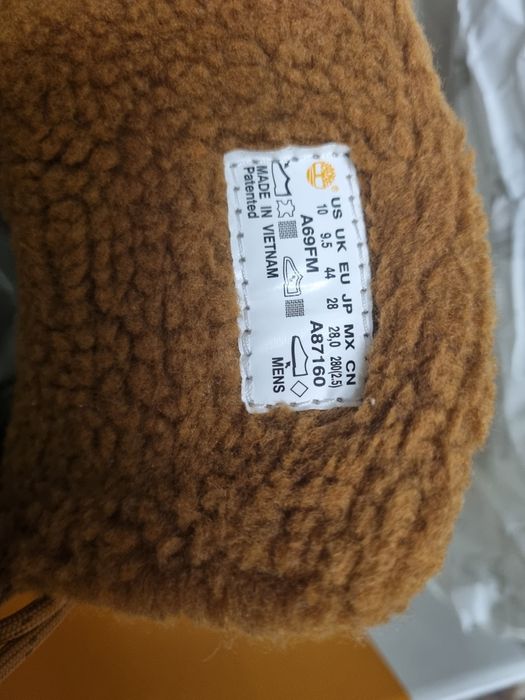 US UK EU JP MX CN
10 9,5 44 28 28,0 280(2.5)
A69FM A87160
MADE IN VIETNAM MENS
Patented